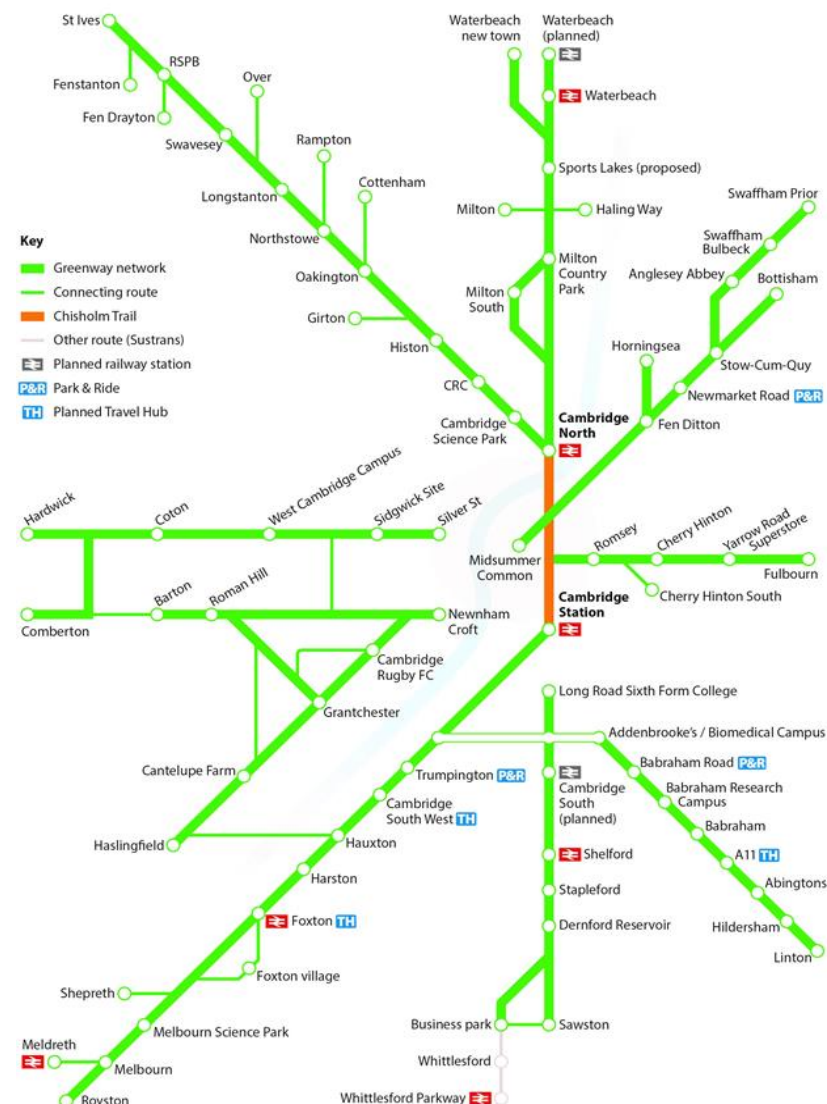 St Ives
Fenstanton
RSPB
Fen Drayton
Over
Swavesey
Rampton
Longstanton
Cottenham
Northstowe
Oakington
Girton
Histon
CRC
Cambridge
Science Park
Waterbeach
new town
Waterbeach
(planned)
Waterbeach
Sports Lakes (proposed)
Milton
Haling Way
Milton
Country
Park
Milton
South
Swaffham Prior
Swaffham
Bulbeck
Anglesey Abbey
Bottisham
Horningsea
Stow-Cum-Quy
Newmarket Road P&R
Fen Ditton
Cambridge
North
Key
Greenway network
Connecting route
Chisholm Trail
Other route (Sustrans)
Planned railway station
P&R Park & Ride
TH Planned Travel Hub
Hardwick
Coton
West Cambridge Campus
Sidgwick Site
Silver St
Midsummer
Common
Romsey
Cherry Hinton
Yarrow Road
Superstore
Fulbourn
Cherry Hinton South
Comberton
Barton
Roman Hill
Newnham
Croft
Cambridge
Station
Cambridge
Rugby FC
Grantchester
Cantelupe Farm
Haslingfield
Long Road Sixth Form College
Addenbrooke's / Biomedical Campus
Trumpington P&R
Cambridge
South West TH
Hauxton
Harston
Foxton TH
Foxton village
Shepreth
Melbourn Science Park
Meldreth
Melbourn
Royston
Cambridge
South
(planned)
Shelford
Stapleford
Dernford Reservoir
Business park
Sawston
Whittlesford
Whittlesford Parkway
Babraham Road P&R
Babraham Research
Campus
Babraham
A11 TH
Abingtons
Hildersham
Linton